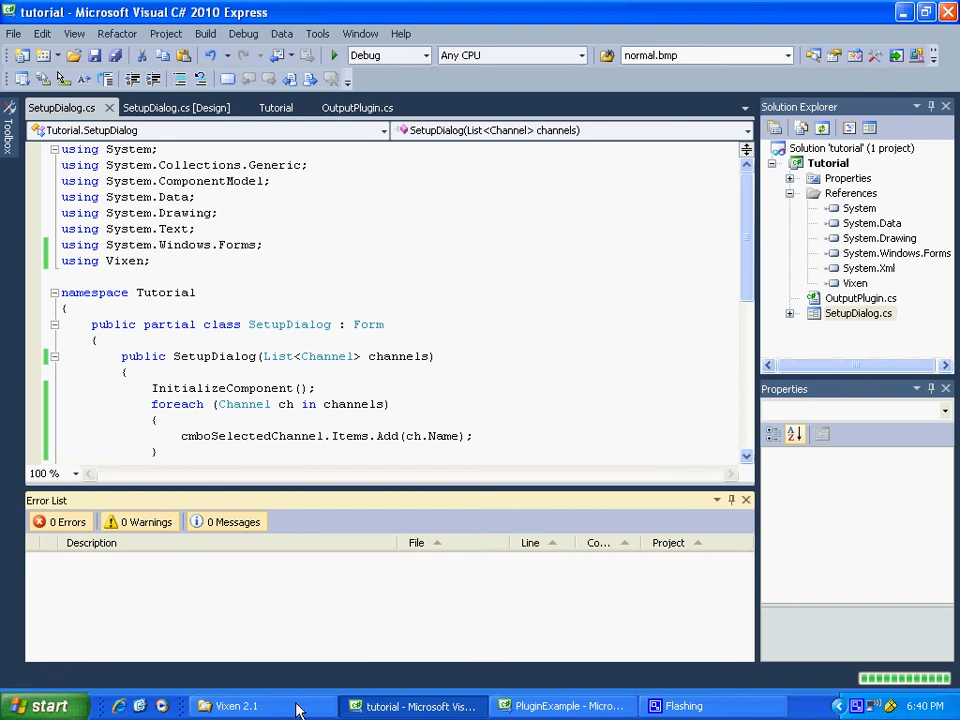 tutorial - Microsoft Visual C# 2010 Express
File Edit View Refactor Project Build Debug Data Tools Window Help
Debug Any CPU normal.bmp
SetupDialog.cs SetupDialog.cs [Design] Tutorial OutputPlugin.cs
Tutorial.SetupDialog SetupDialog(List<Channel> channels)
using System;
using System.Collections.Generic;
using System.ComponentModel;
using System.Data;
using System.Drawing;
using System.Text;
using System.Windows.Forms;
using Vixen;
namespace Tutorial
{
public partial class SetupDialog : Form
{
public SetupDialog(List<Channel> channels)
{
InitializeComponent();
foreach (Channel ch in channels)
{
cmboSelectedChannel.Items.Add(ch.Name);
}
100 %
Toolbox
Solution Explorer
Solution 'tutorial' (1 project)
Tutorial
Properties
References
System
System.Data
System.Drawing
System.Windows.Forms
System.Xml
Vixen
OutputPlugin.cs
SetupDialog.cs
Properties
Error List
0 Errors 0 Warnings 0 Messages
Description File Line Co... Project
start Vixen 2.1 tutorial - Microsoft Vis... PluginExample - Micro... Flashing 6:40 PM